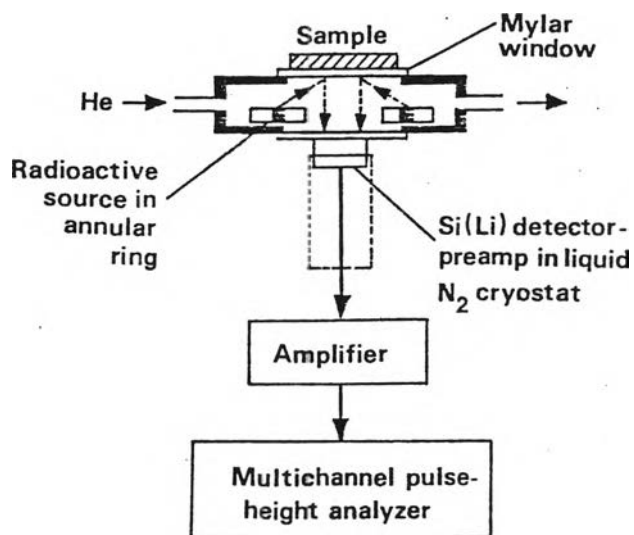 Sample
Mylar
window
He
Radioactive
source in
annular
ring
Si(Li) detector-
preamp in liquid
N₂ cryostat
Amplifier
Multichannel pulse-
height analyzer